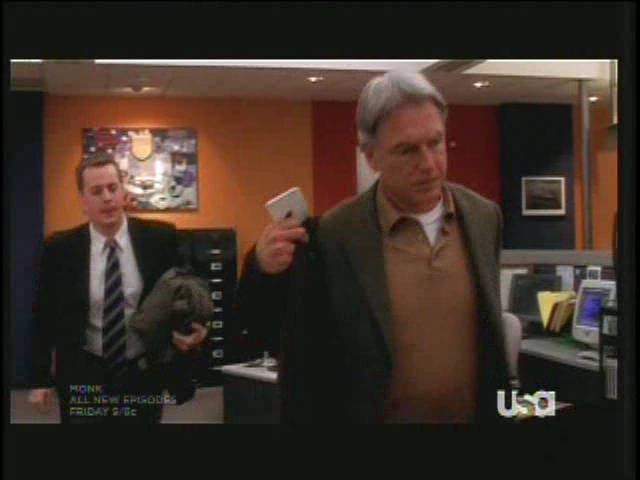 MONK
ALL NEW EPISODES
FRIDAY 9/8c
USA